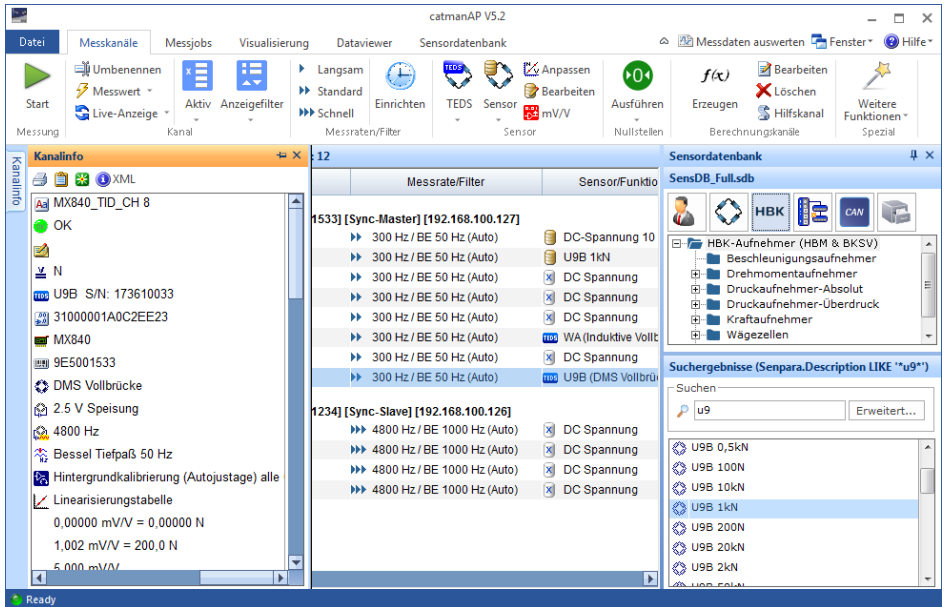 catmanAP V5.2
Datei Messkanäle Messjobs Visualisierung Dataviewer Sensordatenbank Messdaten auswerten Fenster Hilfe
Start
Umbenennen
Messwert
Live-Anzeige
Aktiv Anzeigefilter
Langsam
Standard
Schnell
Einrichten
TEDS
TEDS Sensor
Anpassen
Bearbeiten
mV/V
Ausführen
f(x)
Erzeugen
Bearbeiten
Löschen
Hilfskanal
Weitere
Funktionen
Messung Kanal Messraten/Filter Sensor Nullstellen Berechnungskanäle Spezial
Kanalinfo
Kanalinfo
XML
MX840_TID_CH 8
OK
N
TEDS U9B S/N: 173610033
31000001A0C2EE23
MX840
9E5001533
DMS Vollbrücke
2.5 V Speisung
4800 Hz
Bessel Tiefpaß 50 Hz
Hintergrundkalibrierung (Autojustage) alle
Linearisierungstabelle
0,00000 mV/V = 0,00000 N
1,002 mV/V = 200,0 N
5,000 mV/V
: 12
Messrate/Filter Sensor/Funktio
1533] [Sync-Master] [192.168.100.127]
300 Hz / BE 50 Hz (Auto) DC-Spannung 10
300 Hz / BE 50 Hz (Auto) U9B 1kN
300 Hz / BE 50 Hz (Auto) DC Spannung
300 Hz / BE 50 Hz (Auto) DC Spannung
300 Hz / BE 50 Hz (Auto) DC Spannung
300 Hz / BE 50 Hz (Auto) TEDS WA (Induktive Vollb
300 Hz / BE 50 Hz (Auto) DC Spannung
300 Hz / BE 50 Hz (Auto) TEDS U9B (DMS Vollbrü
1234] [Sync-Slave] [192.168.100.126]
4800 Hz / BE 1000 Hz (Auto) DC Spannung
4800 Hz / BE 1000 Hz (Auto) DC Spannung
4800 Hz / BE 1000 Hz (Auto) DC Spannung
4800 Hz / BE 1000 Hz (Auto) DC Spannung
Sensordatenbank
SensDB_Full.sdb
HBK CAN
HBK-Aufnehmer (HBM & BKSV)
Beschleunigungsaufnehmer
Drehmomentaufnehmer
Druckaufnehmer-Absolut
Druckaufnehmer-Überdruck
Kraftaufnehmer
Wägezellen
Suchergebnisse (Senpara.Description LIKE '*u9*')
Suchen
u9 Erweitert...
U9B 0,5kN
U9B 100N
U9B 10kN
U9B 1kN
U9B 200N
U9B 20kN
U9B 2kN
U9B 50kN
Ready